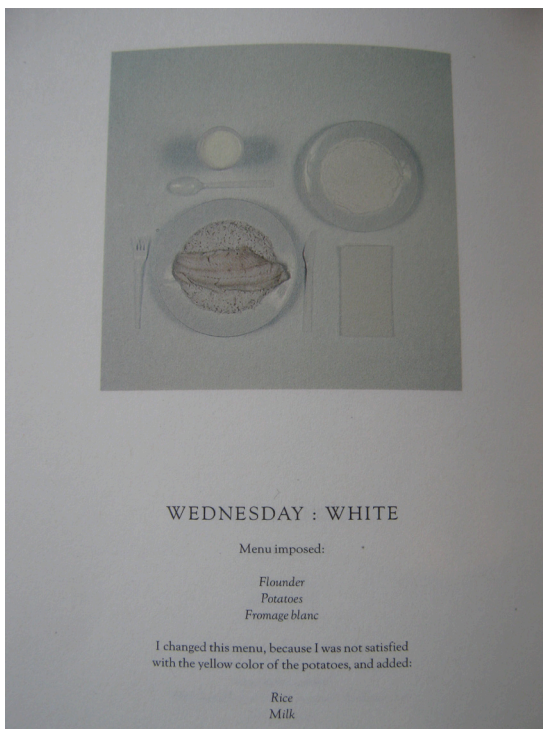 WEDNESDAY : WHITE
Menu imposed:
Flounder
Potatoes
Fromage blanc
I changed this menu, because I was not satisfied
with the yellow color of the potatoes, and added:
Rice
Milk